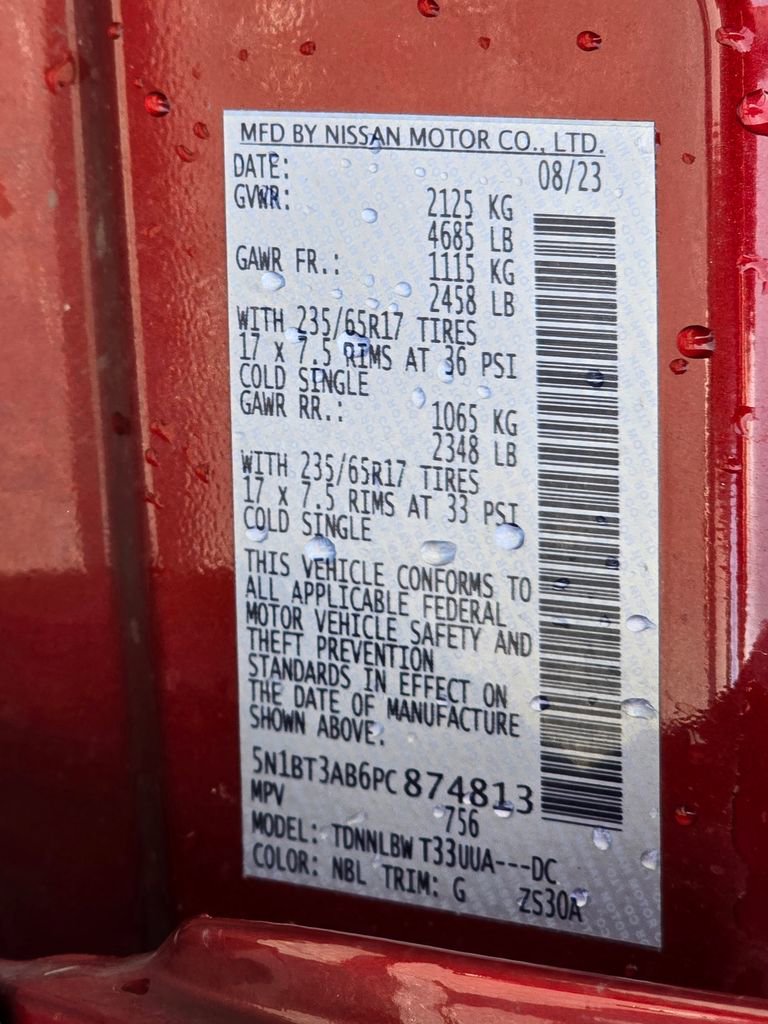 MFD BY NISSAN MOTOR CO., LTD.
DATE: 08/23
GVWR: 2125 KG
4685 LB
GAWR FR.: 1115 KG
2458 LB
WITH 235/65R17 TIRES
17 x 7.5 RIMS AT 36 PSI
COLD SINGLE
GAWR RR.: 1065 KG
2348 LB
WITH 235/65R17 TIRES
17 x 7.5 RIMS AT 33 PSI
COLD SINGLE
THIS VEHICLE CONFORMS TO
ALL APPLICABLE FEDERAL
MOTOR VEHICLE SAFETY AND
THEFT PREVENTION
STANDARDS IN EFFECT ON
THE DATE OF MANUFACTURE
SHOWN ABOVE.
5N1BT3AB6PC874813
MPV 756
MODEL: TDNNLBW T33UUA---DC
COLOR: NBL TRIM: G ZS30A